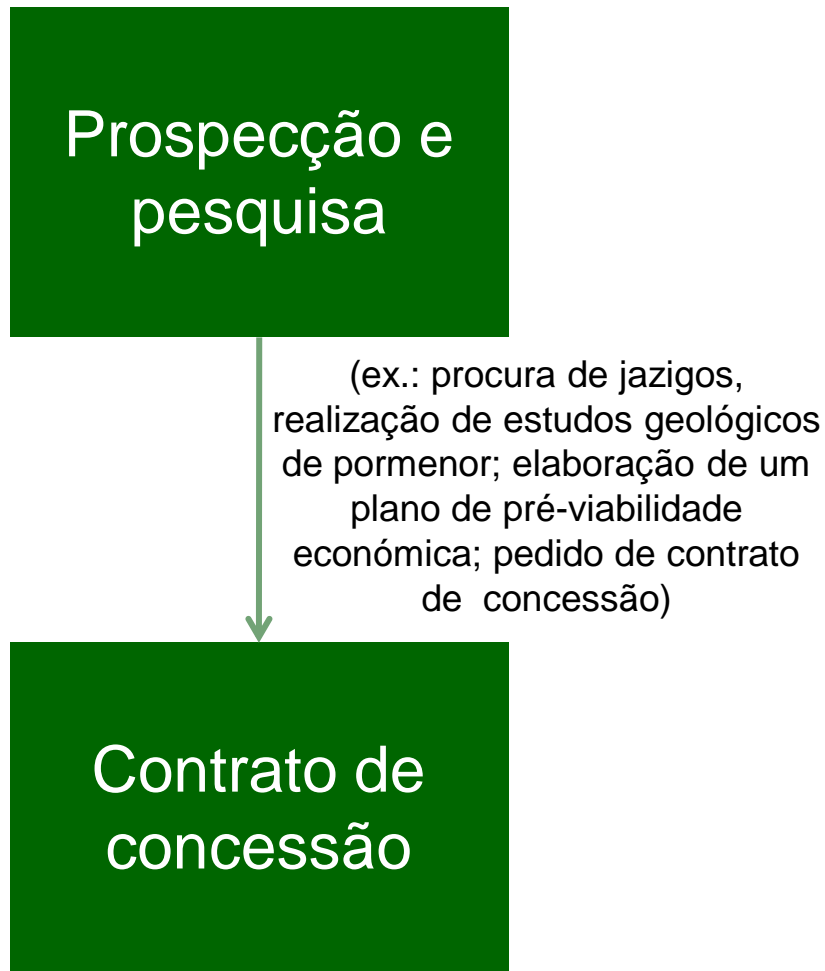 Prospecção e
pesquisa
(ex.: procura de jazigos,
realização de estudos geológicos
de pormenor; elaboração de um
plano de pré-viabilidade
económica; pedido de contrato
de concessão)
Contrato de
concessão